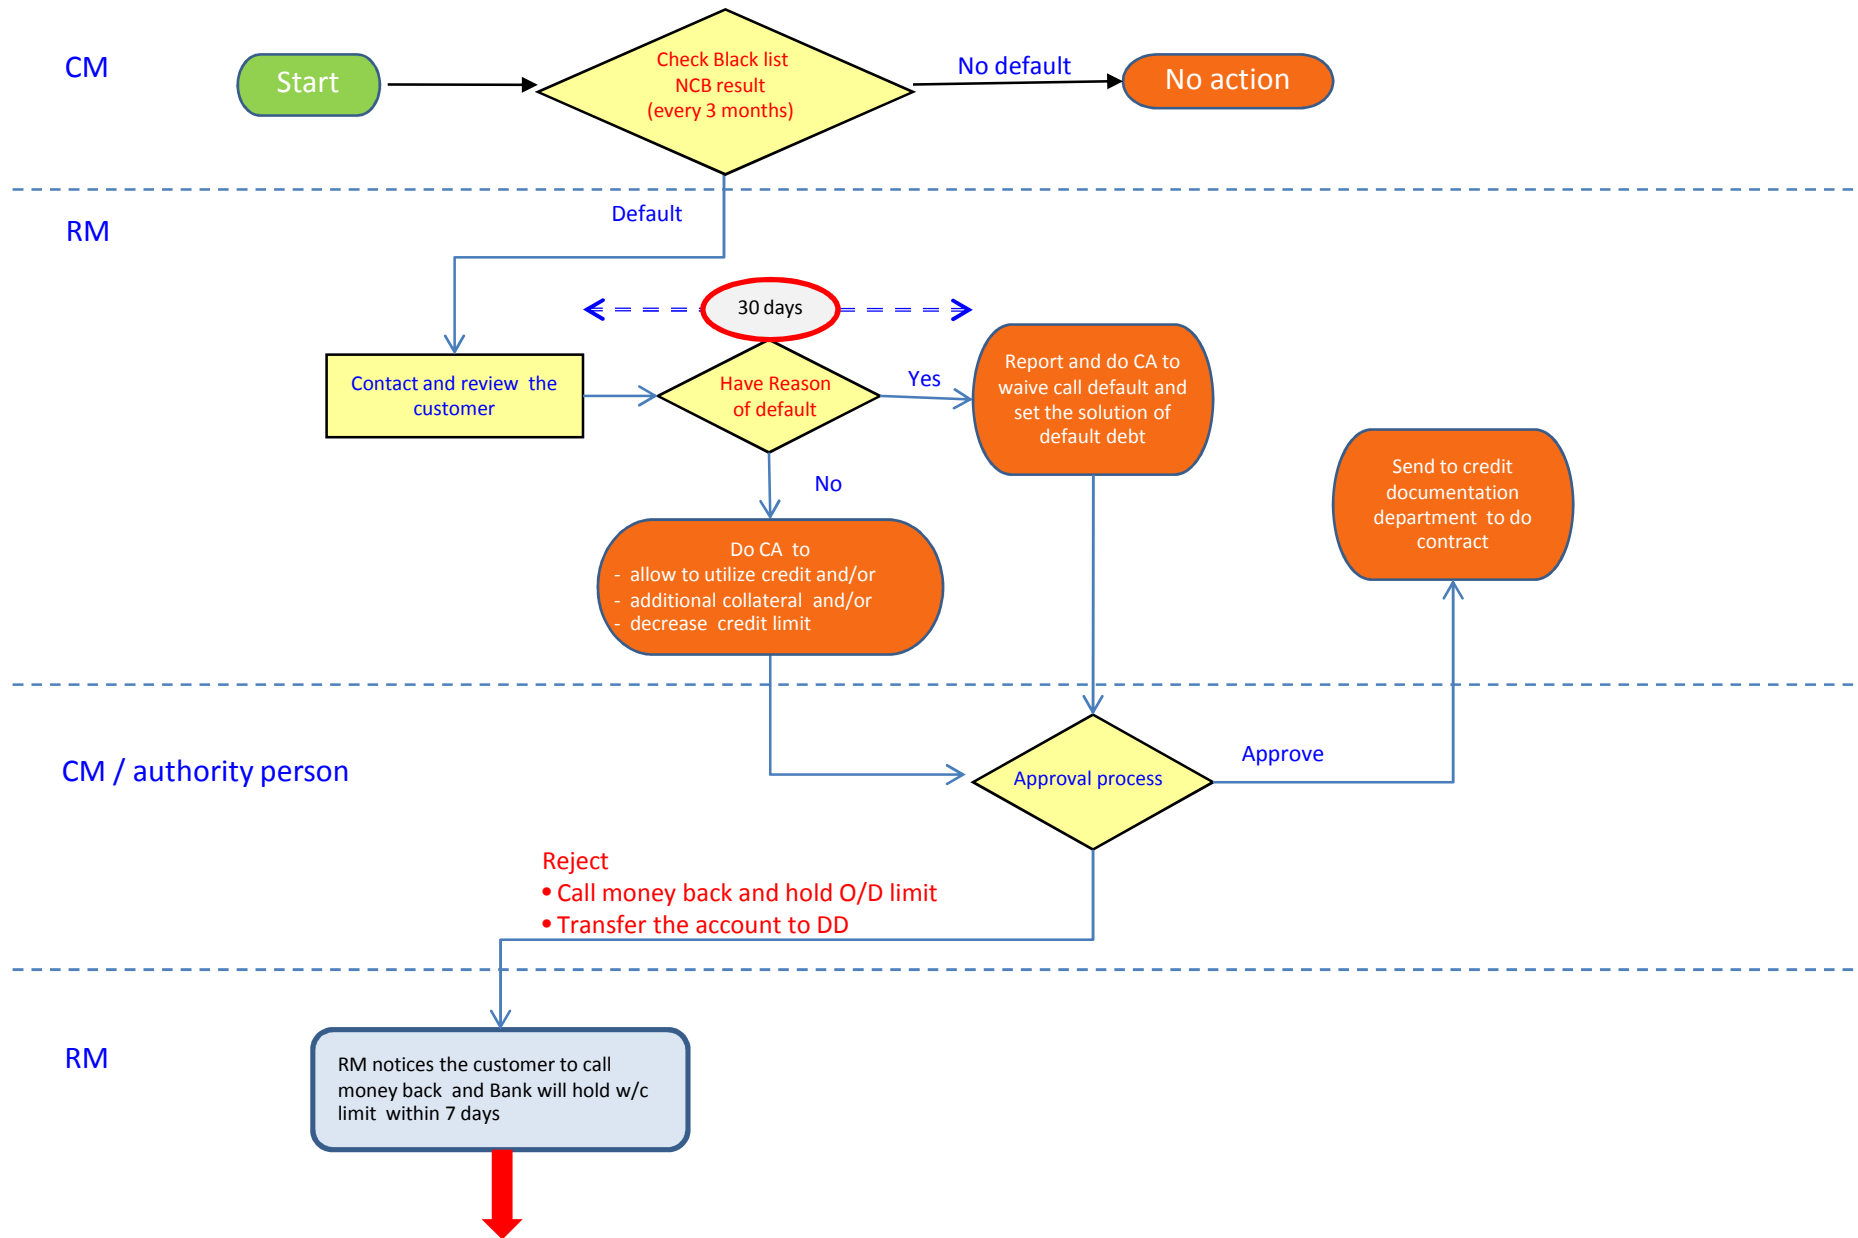 CM
Start
Check Black list
NCB result
(every 3 months)
No default
No action
RM
Default
30 days
Contact and review the
customer
Have Reason
of default
Yes
Report and do CA to
waive call default and
set the solution of
default debt
No
Send to credit
documentation
department to do
contract
Do CA to
- allow to utilize credit and/or
- additional collateral and/or
- decrease credit limit
CM / authority person
Approval process
Approve
Reject
• Call money back and hold O/D limit
• Transfer the account to DD
RM
RM notices the customer to call
money back and Bank will hold w/c
limit within 7 days